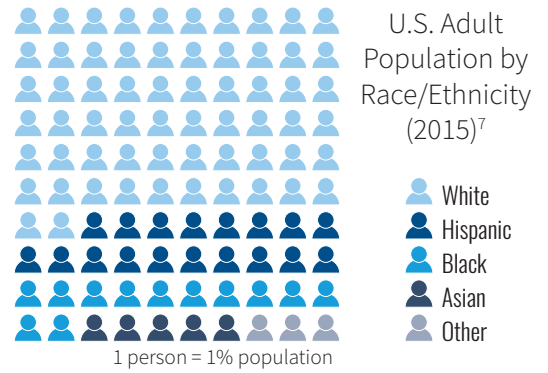 U.S. Adult
Population by
Race/Ethnicity
(2015)7
White
Hispanic
Black
Asian
Other
1 person = 1% population